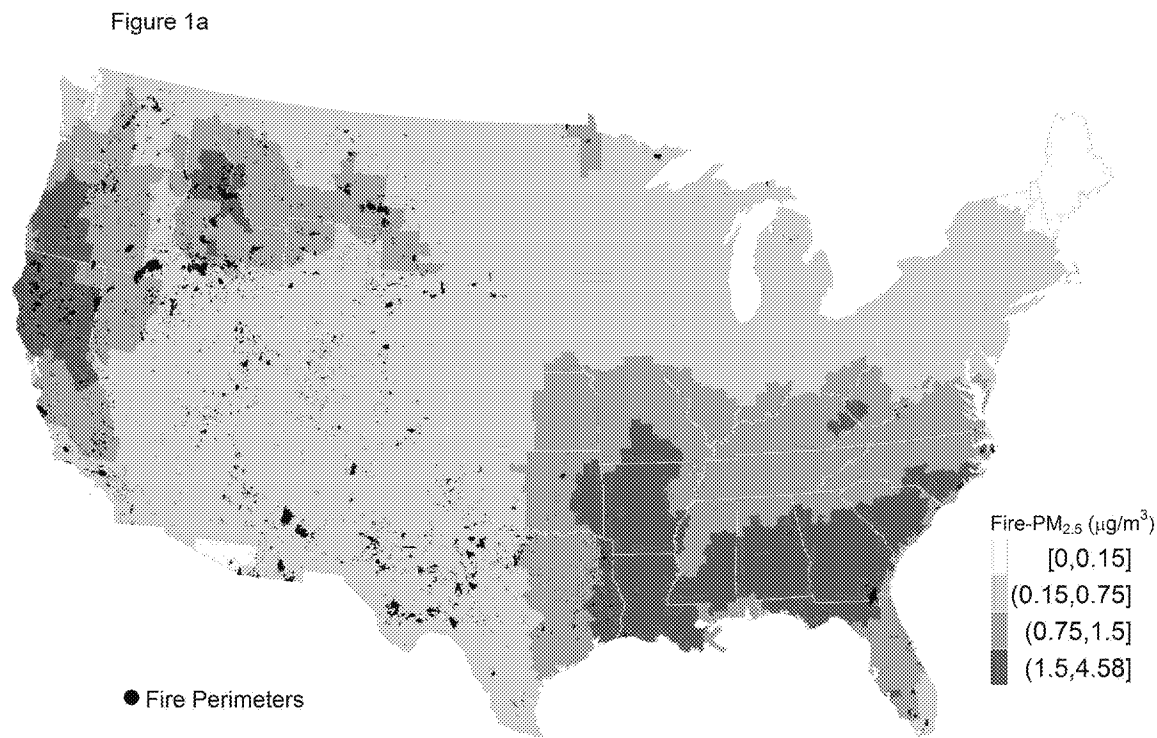 Figure 1a
Fire-PM2.5 (μg/m³)
[0,0.15]
(0.15,0.75]
(0.75,1.5]
(1.5,4.58]
Fire Perimeters